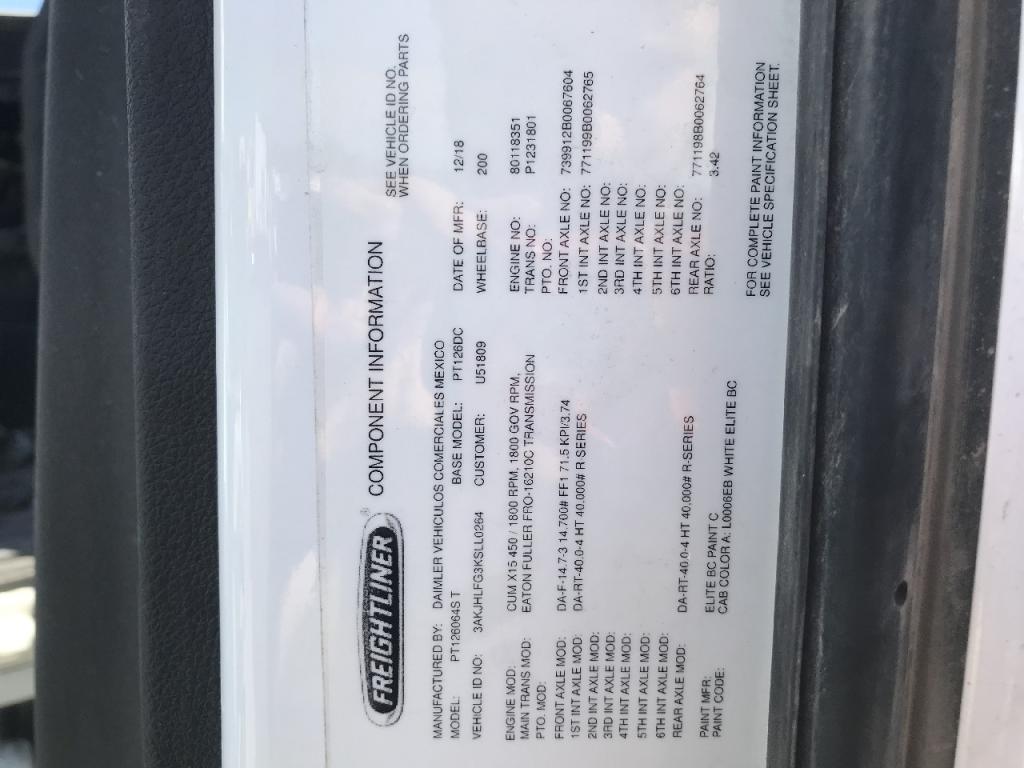 FREIGHTLINER ® COMPONENT INFORMATION
SEE VEHICLE ID NO.
WHEN ORDERING PARTS
MANUFACTURED BY: DAIMLER VEHICULOS COMERCIALES MEXICO
MODEL: PT126064S T BASE MODEL: PT126DC DATE OF MFR: 12/18
VEHICLE ID NO: 3AKJHLFG3KSLL0264 CUSTOMER: U51809 WHEELBASE: 200
ENGINE MOD: CUM X15 450 / 1800 RPM, 1800 GOV RPM, ENGINE NO: 80118351
MAIN TRANS MOD: EATON FULLER FRO-16210C TRANSMISSION TRANS NO: P1231801
PTO. MOD: PTO. NO:
FRONT AXLE MOD: DA-F-14.7-3 14,700# FF1 71.5 KPI/3.74 FRONT AXLE NO: 739912B0067604
1ST INT AXLE MOD: DA-RT-40.0-4 HT 40,000# R-SERIES 1ST INT AXLE NO: 771199B0062765
2ND INT AXLE MOD: 2ND INT AXLE NO:
3RD INT AXLE MOD: 3RD INT AXLE NO:
4TH INT AXLE MOD: 4TH INT AXLE NO:
5TH INT AXLE MOD: 5TH INT AXLE NO:
6TH INT AXLE MOD: 6TH INT AXLE NO:
REAR AXLE MOD: DA-RT-40.0-4 HT 40,000# R-SERIES REAR AXLE NO: 771198B0062764
RATIO: 3.42
PAINT MFR: ELITE BC PAINT C
PAINT CODE: CAB COLOR A: L0006EB WHITE ELITE BC
FOR COMPLETE PAINT INFORMATION
SEE VEHICLE SPECIFICATION SHEET.